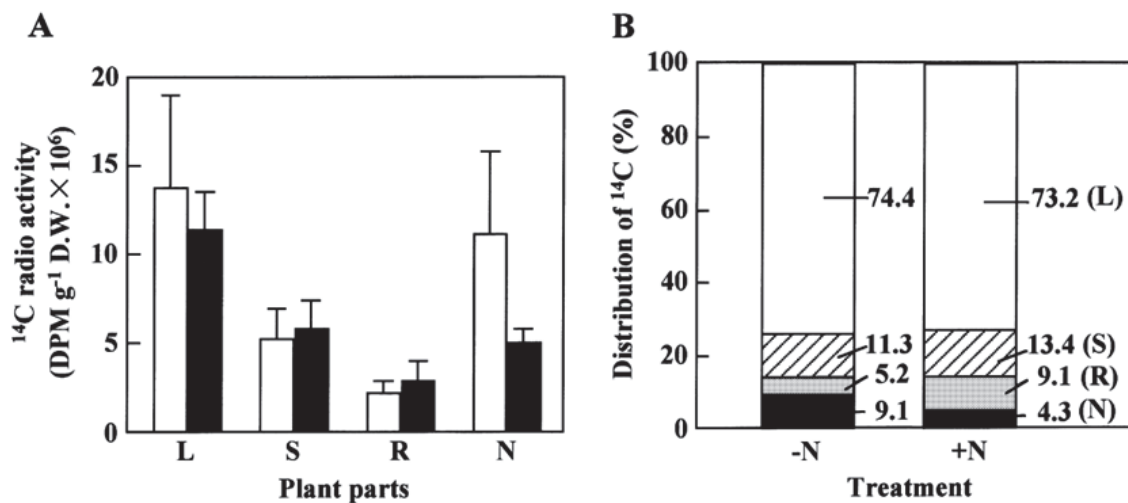 A
¹⁴C radio activity
(DPM g⁻¹ D.W.×10⁶)
20
15
10
5
0
L S R N
Plant parts
B
Distribution of ¹⁴C (%)
100
80
60
40
20
0
74.4
11.3
5.2
9.1
73.2 (L)
13.4 (S)
9.1 (R)
4.3 (N)
-N +N
Treatment